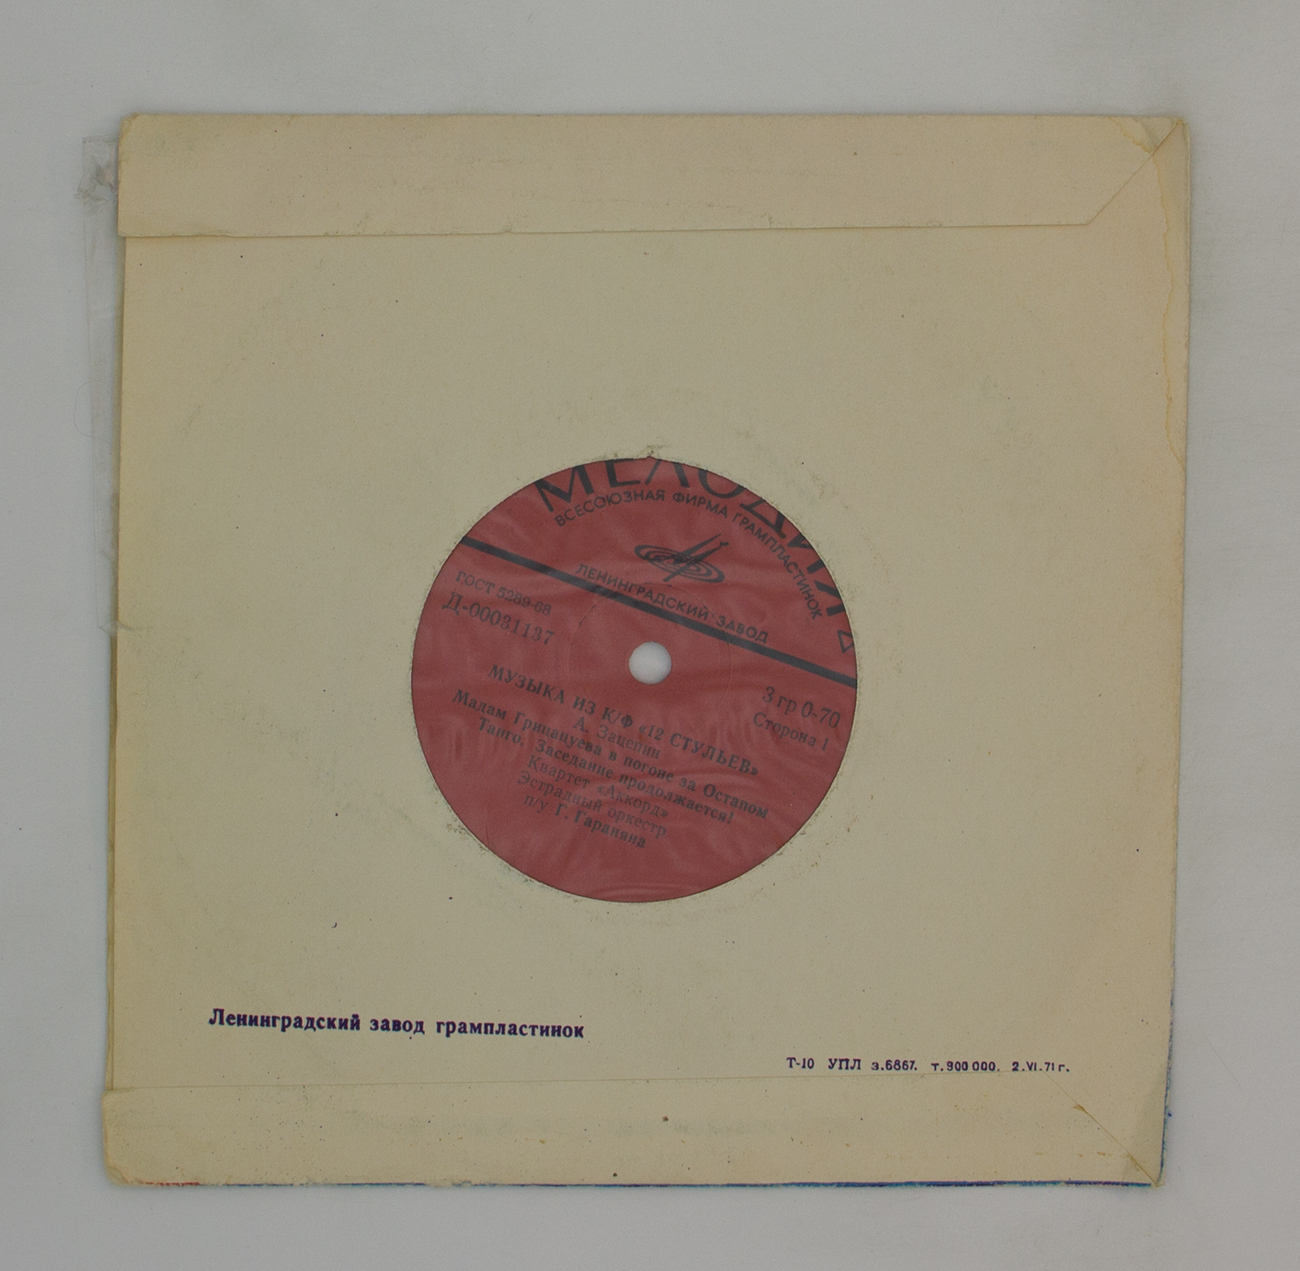 МЕЛОДИЯ
ВСЕСОЮЗНАЯ ФИРМА ГРАМПЛАСТИНОК
ЛЕНИНГРАДСКИЙ ЗАВОД
ГОСТ 5289-68
Д-00031137
3 гр 0-70
Сторона 1
МУЗЫКА ИЗ К/Ф «12 СТУЛЬЕВ»
А. Зацепин
Мадам Грицацуева в погоне за Остапом
Танго, Заседание продолжается!
Квартет «Аккорд»
Эстрадный оркестр
п/у Г. Гараняна
Ленинградский завод грампластинок
Т-10 УПЛ з.6867. т.900 000. 2.VI.71г.